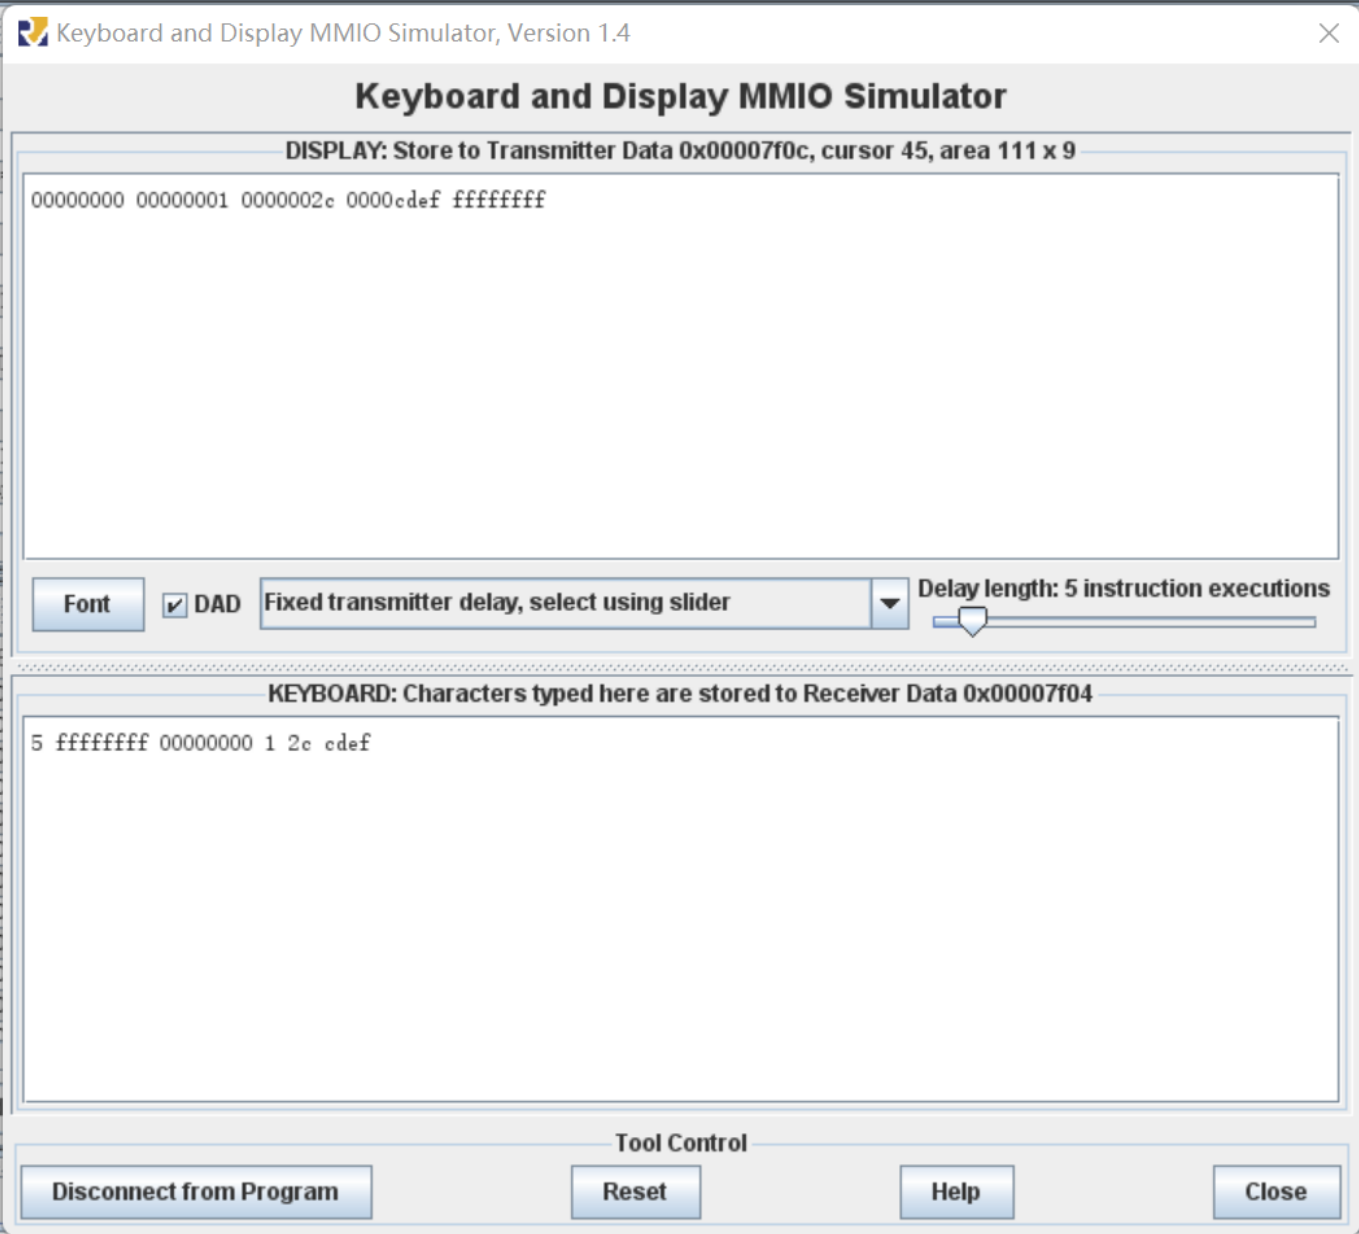 Keyboard and Display MMIO Simulator, Version 1.4
Keyboard and Display MMIO Simulator
DISPLAY: Store to Transmitter Data 0x00007f0c, cursor 45, area 111 x 9
00000000 00000001 0000002c 0000cdef ffffffff
Font
DAD
Fixed transmitter delay, select using slider
Delay length: 5 instruction executions
KEYBOARD: Characters typed here are stored to Receiver Data 0x00007f04
5 ffffffff 00000000 1 2c cdef
Tool Control
Disconnect from Program
Reset
Help
Close